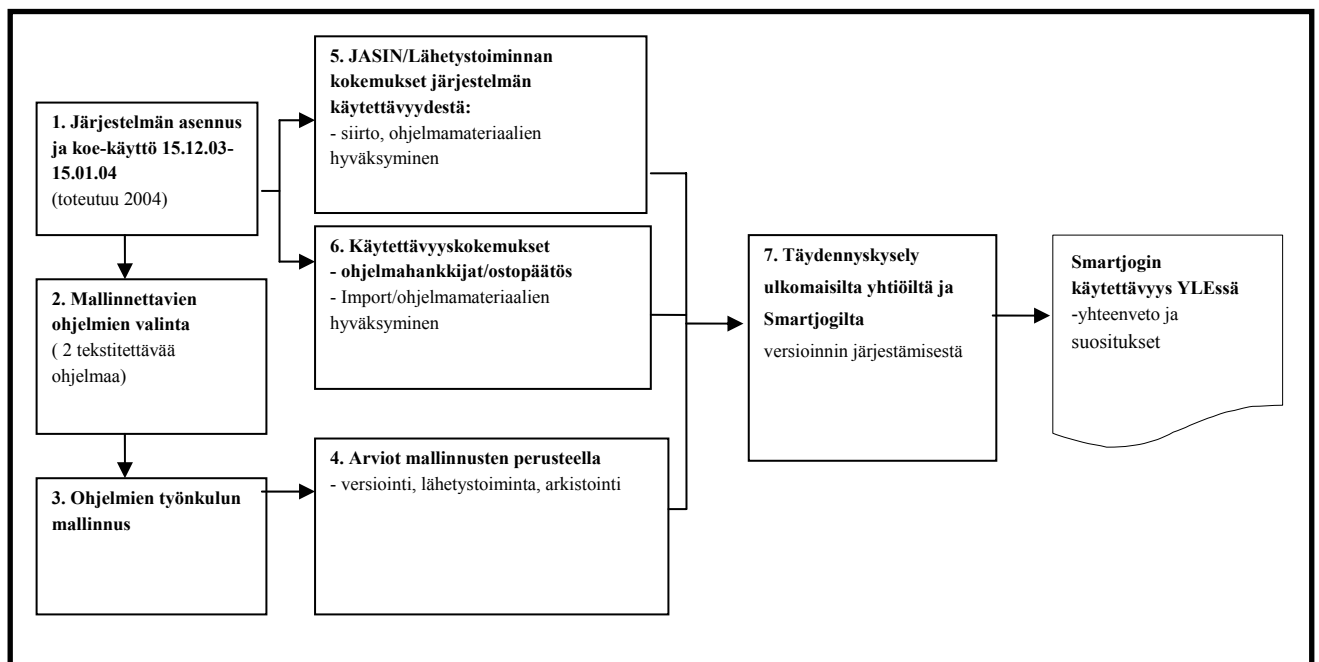 1. Järjestelmän asennus
ja koe-käyttö 15.12.03-
15.01.04
(toteutuu 2004)
2. Mallinnettavien
ohjelmien valinta
( 2 tekstitettävää
ohjelmaa)
3. Ohjelmien työnkulun
mallinnus
5. JASIN/Lähetystoiminnan
kokemukset järjestelmän
käytettävyydestä:
- siirto, ohjelmamateriaalien
hyväksyminen
6. Käytettävyyskokemukset
- ohjelmahankkijat/ostopäätös
- Import/ohjelmamateriaalien
hyväksyminen
4. Arviot mallinnusten perusteella
- versiointi, lähetystoiminta, arkistointi
7. Täydennyskysely
ulkomaisilta yhtiöiltä ja
Smartjogilta
versioinnin järjestämisestä
Smartjogin
käytettävyys YLEssä
-yhteenveto ja
suositukset